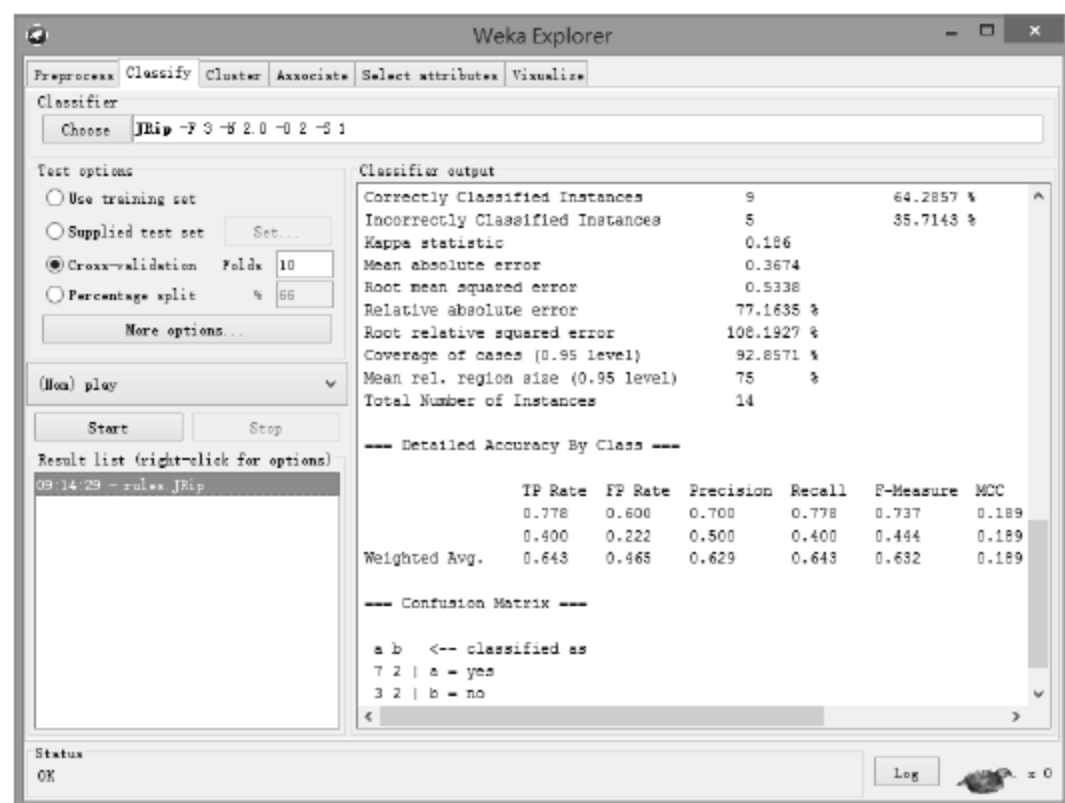 Weka Explorer
Preprocess Classify Cluster Associate Select attributes Visualize
Classifier
Choose JRip -F 3 -N 2.0 -O 2 -S 1
Test options
Use training set
Supplied test set Set...
Cross-validation Folds 10
Percentage split % 66
More options...
(Nom) play
Start Stop
Result list (right-click for options)
09:14:29 - rules.JRip
Classifier output
Correctly Classified Instances 9 64.2857 %
Incorrectly Classified Instances 5 35.7143 %
Kappa statistic 0.186
Mean absolute error 0.3674
Root mean squared error 0.5338
Relative absolute error 77.1635 %
Root relative squared error 108.1927 %
Coverage of cases (0.95 level) 92.8571 %
Mean rel. region size (0.95 level) 75 %
Total Number of Instances 14
=== Detailed Accuracy By Class ===
TP Rate FP Rate Precision Recall F-Measure MCC
0.778 0.600 0.700 0.778 0.737 0.189
0.400 0.222 0.500 0.400 0.444 0.189
Weighted Avg. 0.643 0.465 0.629 0.643 0.632 0.189
=== Confusion Matrix ===
a b <-- classified as
7 2 | a = yes
3 2 | b = no
Status
OK
Log
x 0